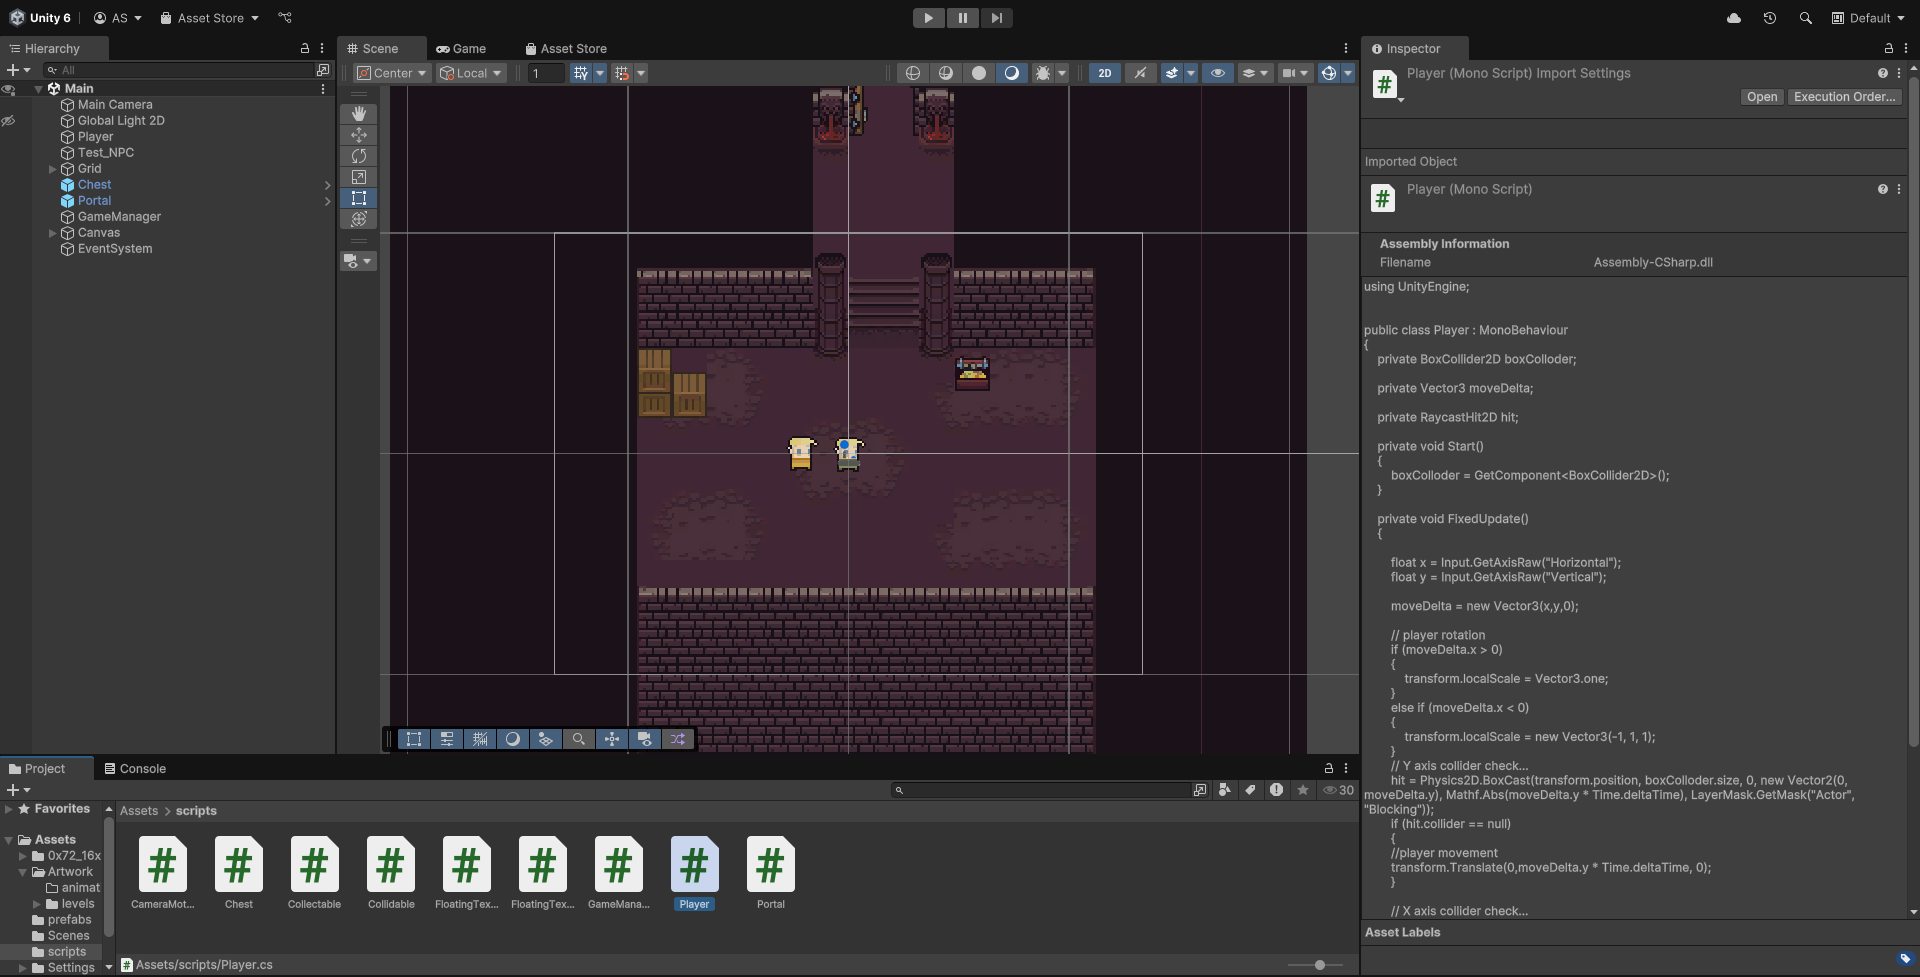 Unity 6
AS
Asset Store
Default
Hierarchy
All
Main
Main Camera
Global Light 2D
Player
Test_NPC
Grid
Chest
Portal
GameManager
Canvas
EventSystem
Scene
Game
Asset Store
Center
Local
1
2D
Inspector
Player (Mono Script) Import Settings
Open
Execution Order...
Imported Object
Player (Mono Script)
Assembly Information
Filename
Assembly-CSharp.dll
using UnityEngine;
public class Player : MonoBehaviour
{
private BoxCollider2D boxColloder;
private Vector3 moveDelta;
private RaycastHit2D hit;
private void Start()
{
boxColloder = GetComponent<BoxCollider2D>();
}
private void FixedUpdate()
{
float x = Input.GetAxisRaw("Horizontal");
float y = Input.GetAxisRaw("Vertical");
moveDelta = new Vector3(x,y,0);
// player rotation
if (moveDelta.x > 0)
{
transform.localScale = Vector3.one;
}
else if (moveDelta.x < 0)
{
transform.localScale = new Vector3(-1, 1, 1);
}
// Y axis collider check...
hit = Physics2D.BoxCast(transform.position, boxColloder.size, 0, new Vector2(0,
moveDelta.y), Mathf.Abs(moveDelta.y * Time.deltaTime), LayerMask.GetMask("Actor",
"Blocking"));
if (hit.collider == null)
{
//player movement
transform.Translate(0,moveDelta.y * Time.deltaTime, 0);
}
// X axis collider check...
Asset Labels
Project
Console
30
Favorites
Assets
0x72_16x
Artwork
animat
levels
prefabs
Scenes
scripts
Settings
Assets > scripts
CameraMot...
Chest
Collectable
Collidable
FloatingTex...
FloatingTex...
GameMana...
Player
Portal
Assets/scripts/Player.cs